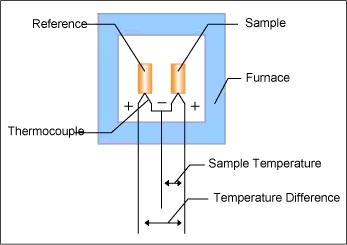 Reference
Sample
Furnace
+ − +
Thermocouple
Sample Temperature
Temperature Difference